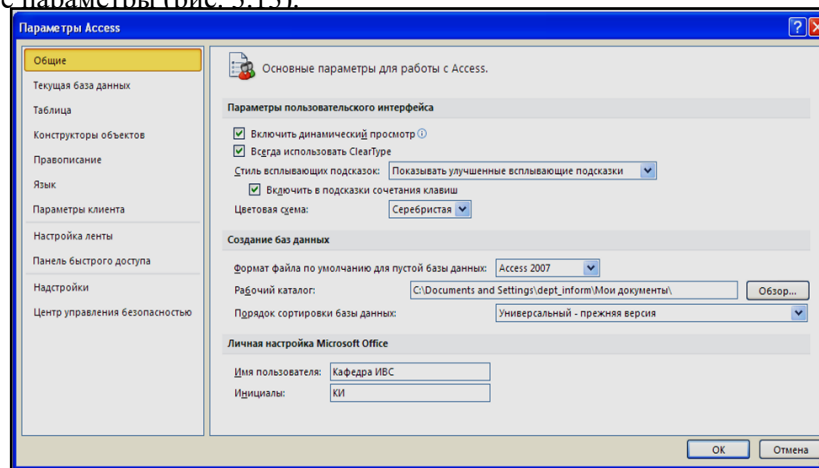 с параметры (рис. 3.13).
Параметры Access
Общие
Текущая база данных
Таблица
Конструкторы объектов
Правописание
Язык
Параметры клиента
Настройка ленты
Панель быстрого доступа
Надстройки
Центр управления безопасностью
Основные параметры для работы с Access.
Параметры пользовательского интерфейса
Включить динамический просмотр
Всегда использовать ClearType
Стиль всплывающих подсказок: Показывать улучшенные всплывающие подсказки
Включить в подсказки сочетания клавиш
Цветовая схема: Серебристая
Создание баз данных
Формат файла по умолчанию для пустой базы данных: Access 2007
Рабочий каталог: C:\Documents and Settings\dept_inform\Мои документы\ Обзор...
Порядок сортировки базы данных: Универсальный - прежняя версия
Личная настройка Microsoft Office
Имя пользователя: Кафедра ИВС
Инициалы: КИ
ОК Отмена